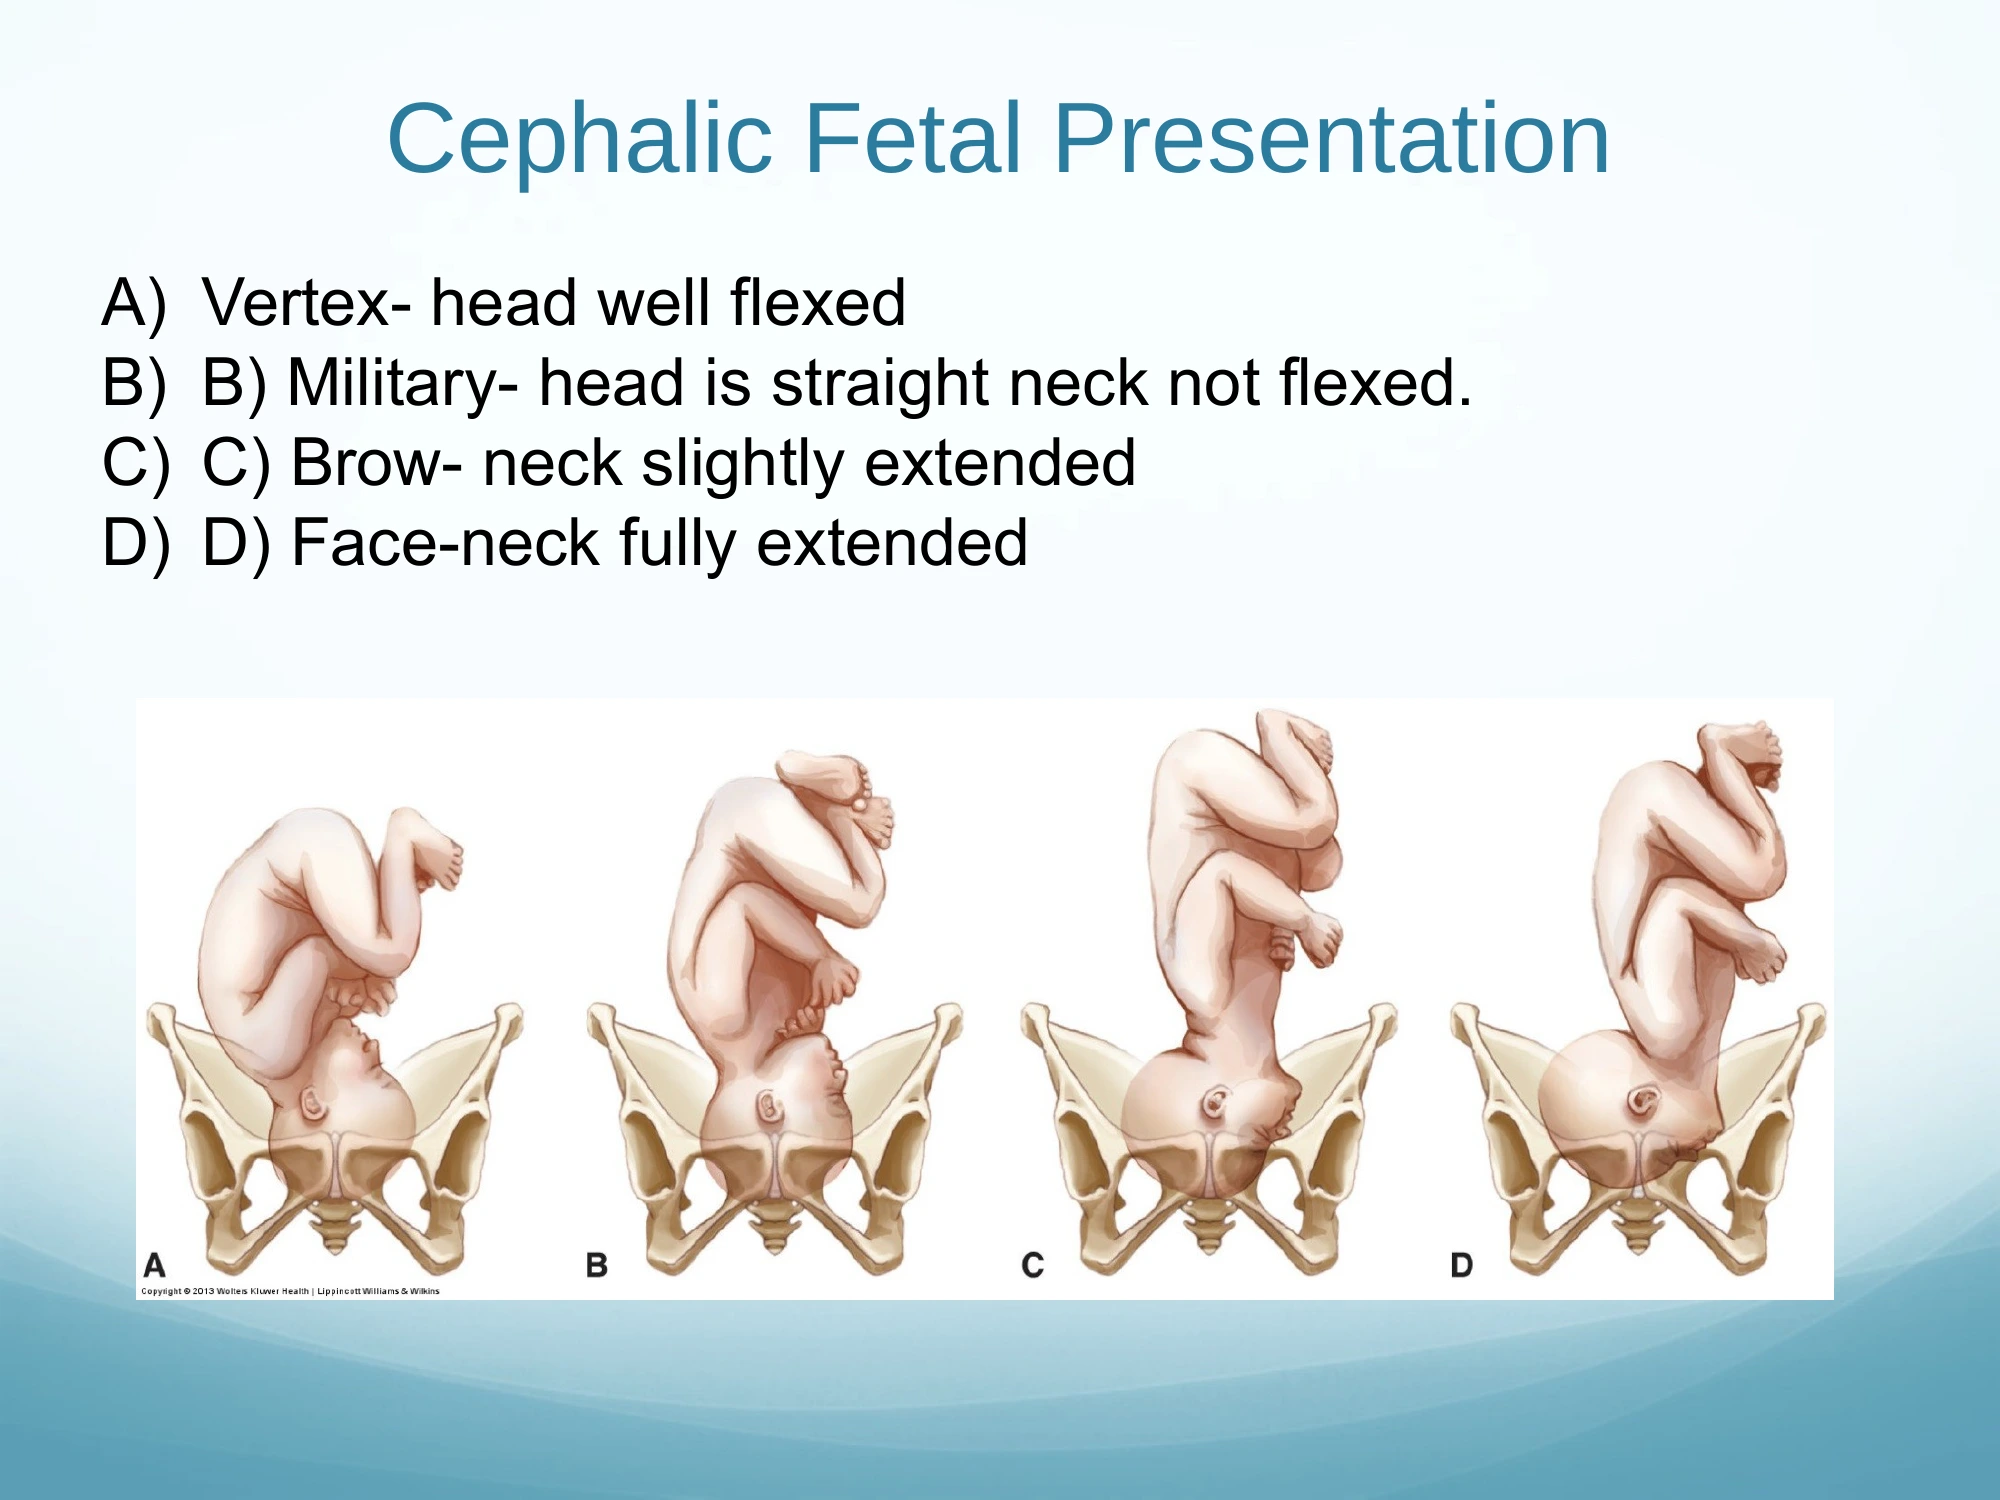 Cephalic Fetal Presentation
A) Vertex- head well flexed
B) B) Military- head is straight neck not flexed.
C) C) Brow- neck slightly extended
D) D) Face-neck fully extended
A
B
C
D
Copyright © 2013 Wolters Kluwer Health | Lippincott Williams & Wilkins